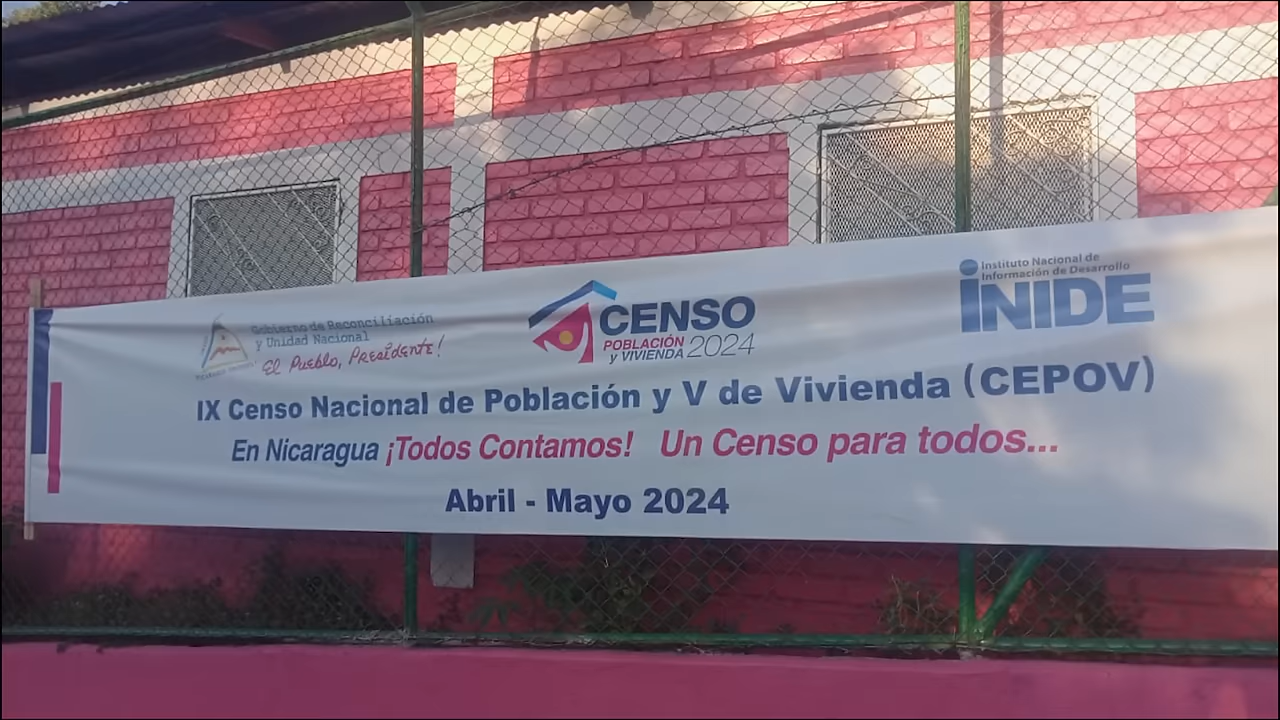 Gobierno de Reconciliación
y Unidad Nacional
El Pueblo, Presidente!
CENSO
POBLACIÓN
y VIVIENDA 2024
Instituto Nacional de
Información de Desarrollo
INIDE
IX Censo Nacional de Población y V de Vivienda (CEPOV)
En Nicaragua ¡Todos Contamos! Un Censo para todos...
Abril - Mayo 2024